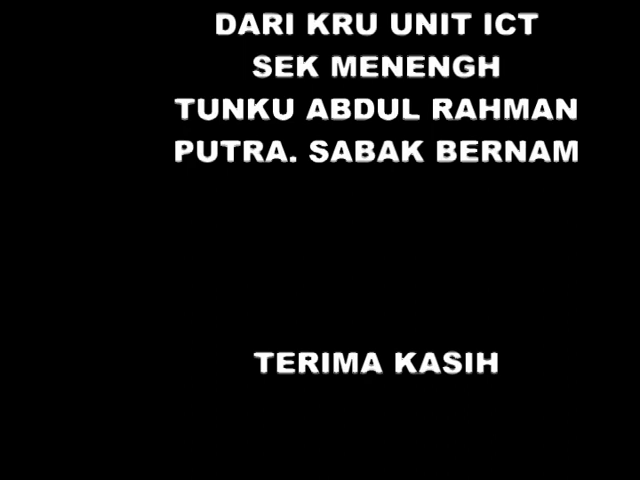 DARI KRU UNIT ICT
SEK MENENGH
TUNKU ABDUL RAHMAN
PUTRA. SABAK BERNAM
TERIMA KASIH